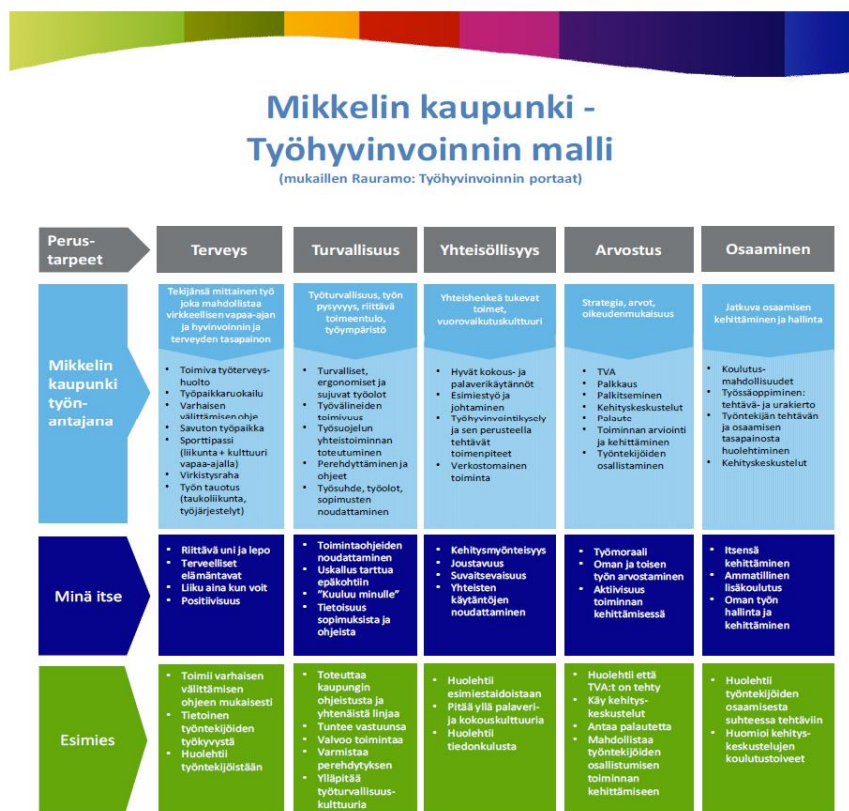 Mikkelin kaupunki -
Työhyvinvoinnin malli
(mukaillen Rauramo: Työhyvinvoinnin portaat)
Perus-
tarpeet
Terveys
Turvallisuus
Yhteisöllisyys
Arvostus
Osaaminen
Mikkelin
kaupunki
työn-
antajana
Tekijänsä mittainen työ
joka mahdollistaa
virkkeellisen vapaa-ajan
ja hyvinvoinnin ja
terveyden tasapainon
• Toimiva työterveys-
huolto
• Työpaikkaruokailu
• Varhaisen
välittämisen ohje
• Savuton työpaikka
• Sporttipassi
(liikunta + kulttuuri
vapaa-ajalla)
• Virkistysraha
• Työn tauotus
(taukoliikunta,
työjärjestelyt)
Työturvallisuus, työn
pysyvyys, riittävä
toimeentulo,
työympäristö
• Turvalliset,
ergonomiset ja
sujuvat työolot
• Työvälineiden
toimivuus
• Työsuojelun
yhteistoiminnan
toteutuminen
• Perehdyttäminen ja
ohjeet
• Työsuhde, työolot,
sopimusten
noudattaminen
Yhteishenkeä tukevat
toimet,
vuorovaikutuskulttuuri
• Hyvät kokous- ja
palaverikäytännöt
• Esimiestyö ja
johtaminen
• Työhyvinvointikysely
ja sen perusteella
tehtävät
toimenpiteet
• Verkostomainen
toiminta
Strategia, arvot,
oikeudenmukaisuus
• TVA
• Palkkaus
• Palkitseminen
• Kehityskeskustelut
• Palaute
• Toiminnan arviointi
ja kehittäminen
• Työntekijöiden
osallistaminen
Jatkuva osaamisen
kehittäminen ja hallinta
• Koulutus-
mahdollisuudet
• Työssäoppiminen:
tehtävä- ja urakierto
• Työntekijän tehtävän
ja osaamisen
tasapainosta
huolehtiminen
• Kehityskeskustelut
Minä itse
• Riittävä uni ja lepo
• Terveelliset
elämäntavat
• Liiku aina kun voit
• Positiivisuus
• Toimintaohjeiden
noudattaminen
• Uskallus tarttua
epäkohtiin
• "Kuuluu minulle"
• Tietoisuus
sopimuksista ja
ohjeista
• Kehitysmyönteisyys
• Joustavuus
• Suvaitsevaisuus
• Yhteisten
käytäntöjen
noudattaminen
• Työmoraali
• Oman ja toisen
työn arvostaminen
• Aktiivisuus
toiminnan
kehittämisessä
• Itsensä
kehittäminen
• Ammatillinen
lisäkoulutus
• Oman työn
hallinta ja
kehittäminen
Esimies
• Toimii varhaisen
välittämisen
ohjeen mukaisesti
• Tietoinen
työntekijöiden
työkyvystä
• Huolehtii
työntekijöistään
• Toteuttaa
kaupungin
ohjeistusta ja
yhtenäistä linjaa
• Tuntee vastuunsa
• Valvoo toimintaa
• Varmistaa
perehdytyksen
• Ylläpitää
työturvallisuus-
kulttuuria
• Huolehtii
esimiestaidoistaan
• Pitää yllä palaveri-
ja kokouskulttuuria
• Huolehtii
tiedonkulusta
• Huolehtii että
TVA:t on tehty
• Käy kehitys-
keskustelut
• Antaa palautetta
• Mahdollistaa
työntekijöiden
osallistumisen
toiminnan
kehittämiseen
• Huolehtii
työntekijöiden
osaamisesta
suhteessa tehtäviin
• Huomioi kehitys-
keskustelujen
koulutustoiveet